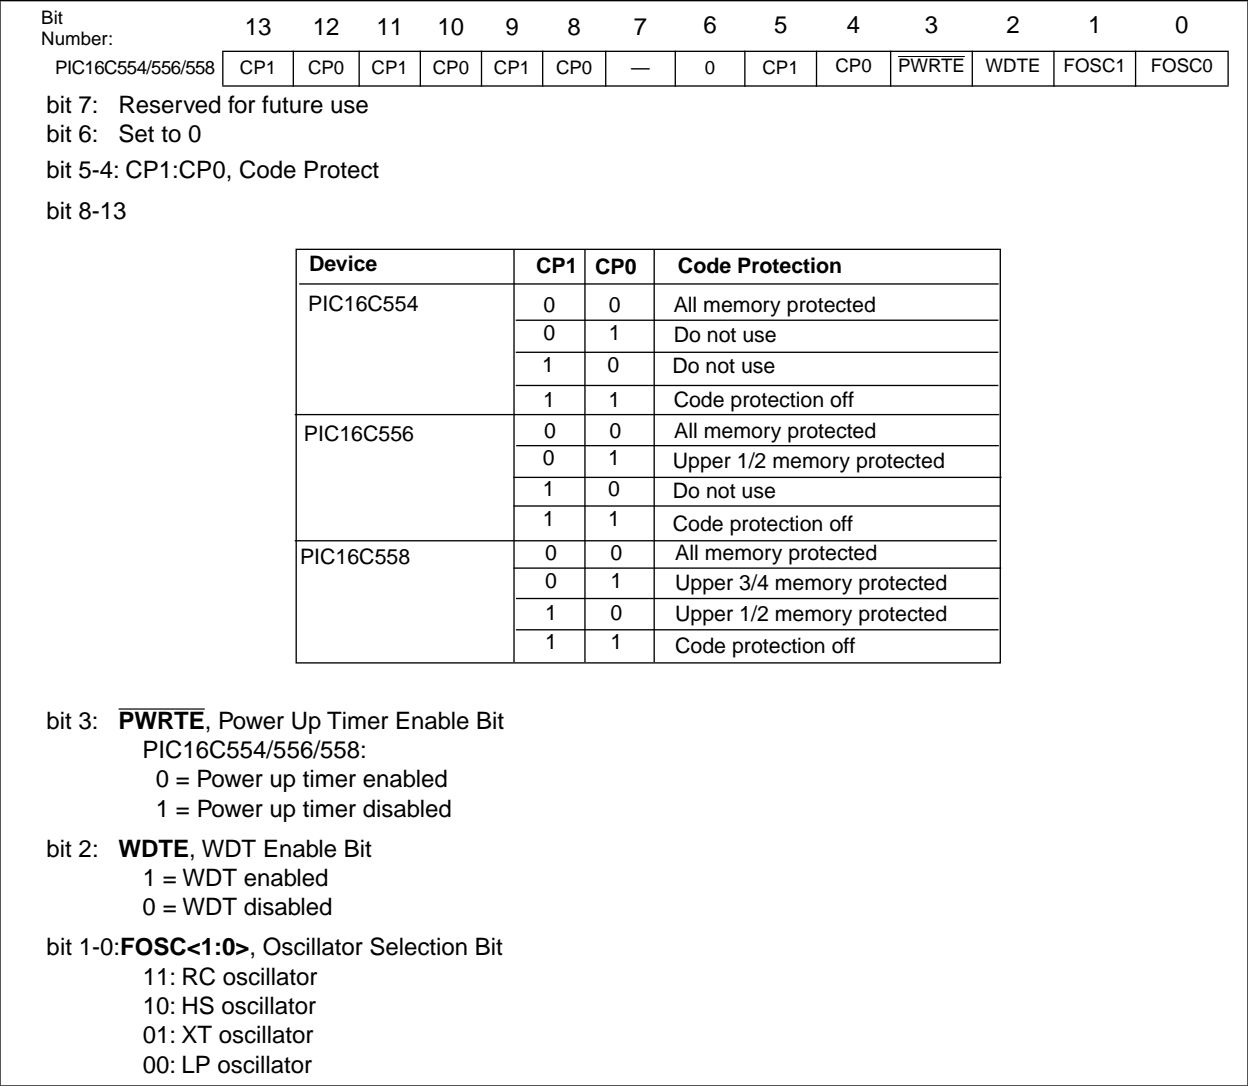 Bit
Number:
13 12 11 10 9 8 7 6 5 4 3 2 1 0
PIC16C554/556/558 CP1 CP0 CP1 CP0 CP1 CP0 — 0 CP1 CP0 PWRTE WDTE FOSC1 FOSC0
bit 7: Reserved for future use
bit 6: Set to 0
bit 5-4: CP1:CP0, Code Protect
bit 8-13
Device CP1 CP0 Code Protection
PIC16C554 0 0 All memory protected
0 1 Do not use
1 0 Do not use
1 1 Code protection off
PIC16C556 0 0 All memory protected
0 1 Upper 1/2 memory protected
1 0 Do not use
1 1 Code protection off
PIC16C558 0 0 All memory protected
0 1 Upper 3/4 memory protected
1 0 Upper 1/2 memory protected
1 1 Code protection off
bit 3: PWRTE, Power Up Timer Enable Bit
PIC16C554/556/558:
0 = Power up timer enabled
1 = Power up timer disabled
bit 2: WDTE, WDT Enable Bit
1 = WDT enabled
0 = WDT disabled
bit 1-0:FOSC<1:0>, Oscillator Selection Bit
11: RC oscillator
10: HS oscillator
01: XT oscillator
00: LP oscillator